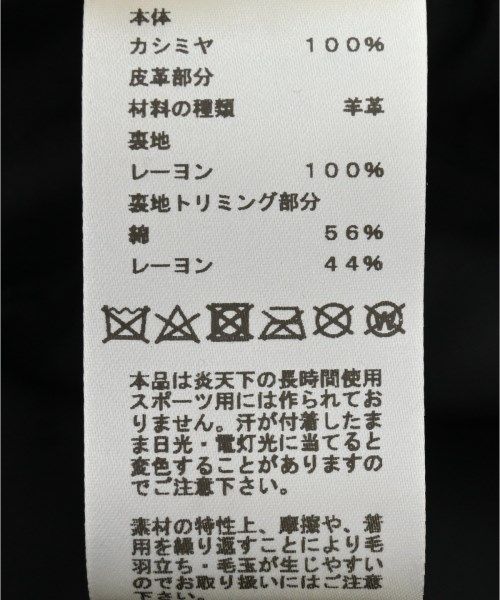 本体
カシミヤ 100%
皮革部分
材料の種類 羊革
裏地
レーヨン 100%
裏地トリミング部分
綿 56%
レーヨン 44%
本品は炎天下の長時間使用
スポーツ用には作られてお
りません。汗が付着したま
ま日光・電灯光に当てると
変色することがありますの
でご注意下さい。
素材の特性上、摩擦や、着
用を繰り返すことにより毛
羽立ち・毛玉が生じやすい
のでお取り扱いにはご注意
下さい。